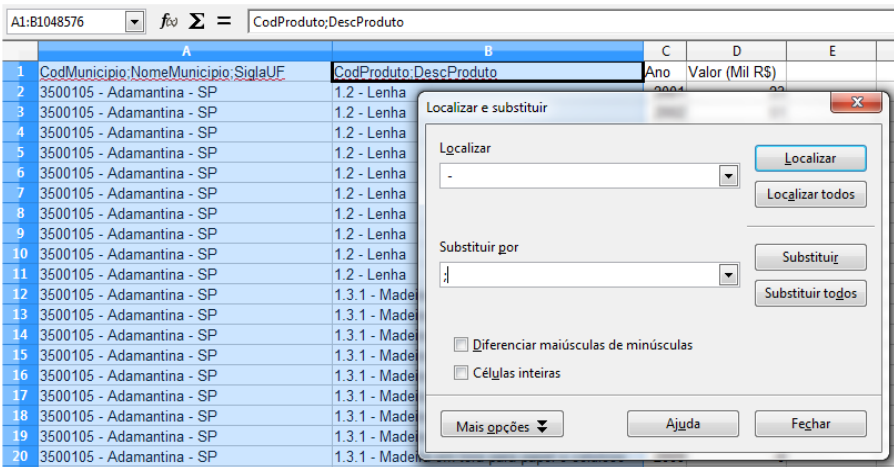 A1:B1048576 f(x) Σ = CodProduto;DescProduto
A B C D E
1 CodMunicipio;NomeMunicipio;SiglaUF CodProduto;DescProduto Ano Valor (Mil R$)
2 3500105 - Adamantina - SP 1.2 - Lenha 2001 23
3 3500105 - Adamantina - SP 1.2 - Lenha
4 3500105 - Adamantina - SP 1.2 - Lenha
5 3500105 - Adamantina - SP 1.2 - Lenha
6 3500105 - Adamantina - SP 1.2 - Lenha
7 3500105 - Adamantina - SP 1.2 - Lenha
8 3500105 - Adamantina - SP 1.2 - Lenha
9 3500105 - Adamantina - SP 1.2 - Lenha
10 3500105 - Adamantina - SP 1.2 - Lenha
11 3500105 - Adamantina - SP 1.2 - Lenha
12 3500105 - Adamantina - SP 1.3.1 - Madei
13 3500105 - Adamantina - SP 1.3.1 - Madei
14 3500105 - Adamantina - SP 1.3.1 - Madei
15 3500105 - Adamantina - SP 1.3.1 - Madei
16 3500105 - Adamantina - SP 1.3.1 - Madei
17 3500105 - Adamantina - SP 1.3.1 - Madei
18 3500105 - Adamantina - SP 1.3.1 - Madei
19 3500105 - Adamantina - SP 1.3.1 - Madei
20 3500105 - Adamantina - SP 1.3.1 - Madeira em tora para papel e celulose
Localizar e substituir
Localizar
-
Localizar
Localizar todos
Substituir por
;
Substituir
Substituir todos
Diferenciar maiúsculas de minúsculas
Células inteiras
Mais opções
Ajuda
Fechar